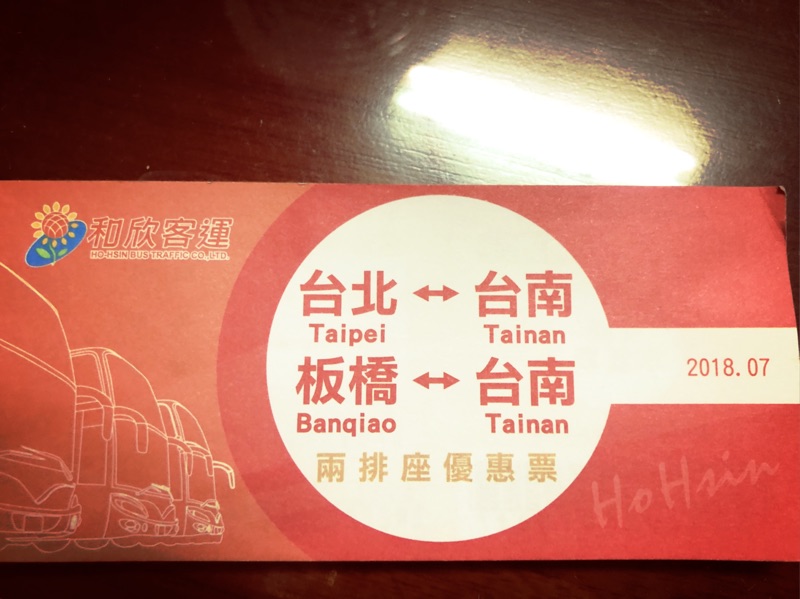 和欣客運
HO-HSIN BUS TRAFFIC CO.,LTD.
台北 ↔ 台南
Taipei Tainan
板橋 ↔ 台南
Banqiao Tainan
兩排座優惠票
2018.07
HoHsin